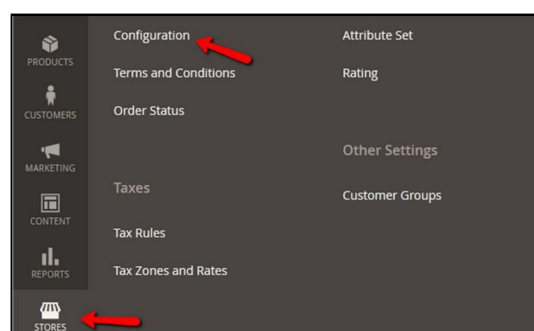 PRODUCTS
CUSTOMERS
MARKETING
CONTENT
REPORTS
STORES
Configuration
Terms and Conditions
Order Status
Taxes
Tax Rules
Tax Zones and Rates
Attribute Set
Rating
Other Settings
Customer Groups